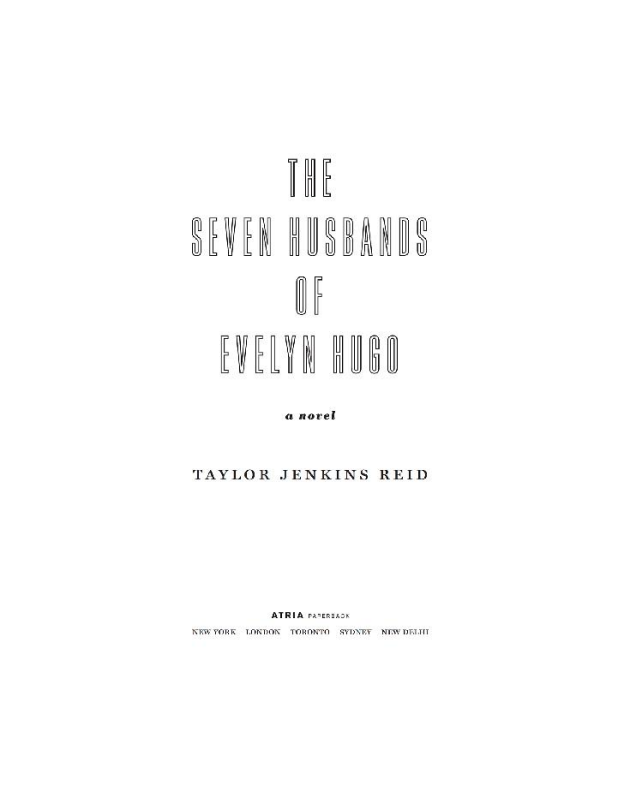 THE
SEVEN HUSBANDS
OF
EVELYN HUGO
a novel
TAYLOR JENKINS REID
ATRIA PAPERBACK
NEW YORK LONDON TORONTO SYDNEY NEW DELHI